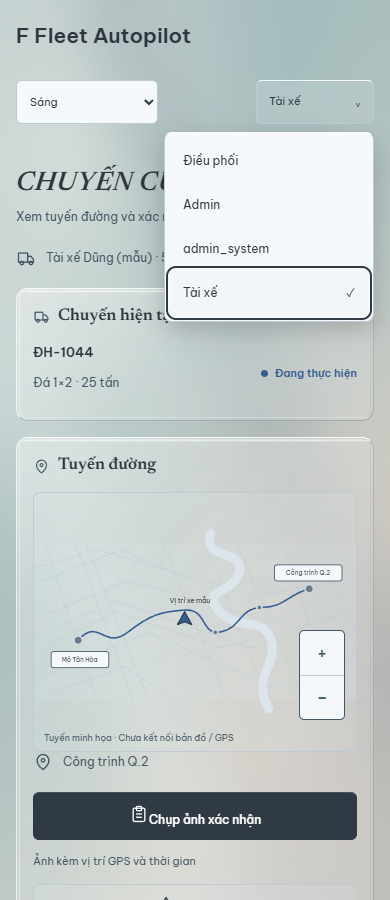 F Fleet Autopilot
Sáng
Tài xế
Điều phối
Admin
admin_system
Tài xế ✓
CHUYẾN
Xem tuyến đường và xác
Tài xế Dũng (mẫu) ·
Chuyến hiện
ĐH-1044
Đá 1×2 · 25 tấn
Đang thực hiện
Tuyến đường
Công trình Q.2
Vị trí xe mẫu
Mỏ Tân Hòa
+
−
Tuyến minh họa · Chưa kết nối bản đồ / GPS
Công trình Q.2
Chụp ảnh xác nhận
Ảnh kèm vị trí GPS và thời gian